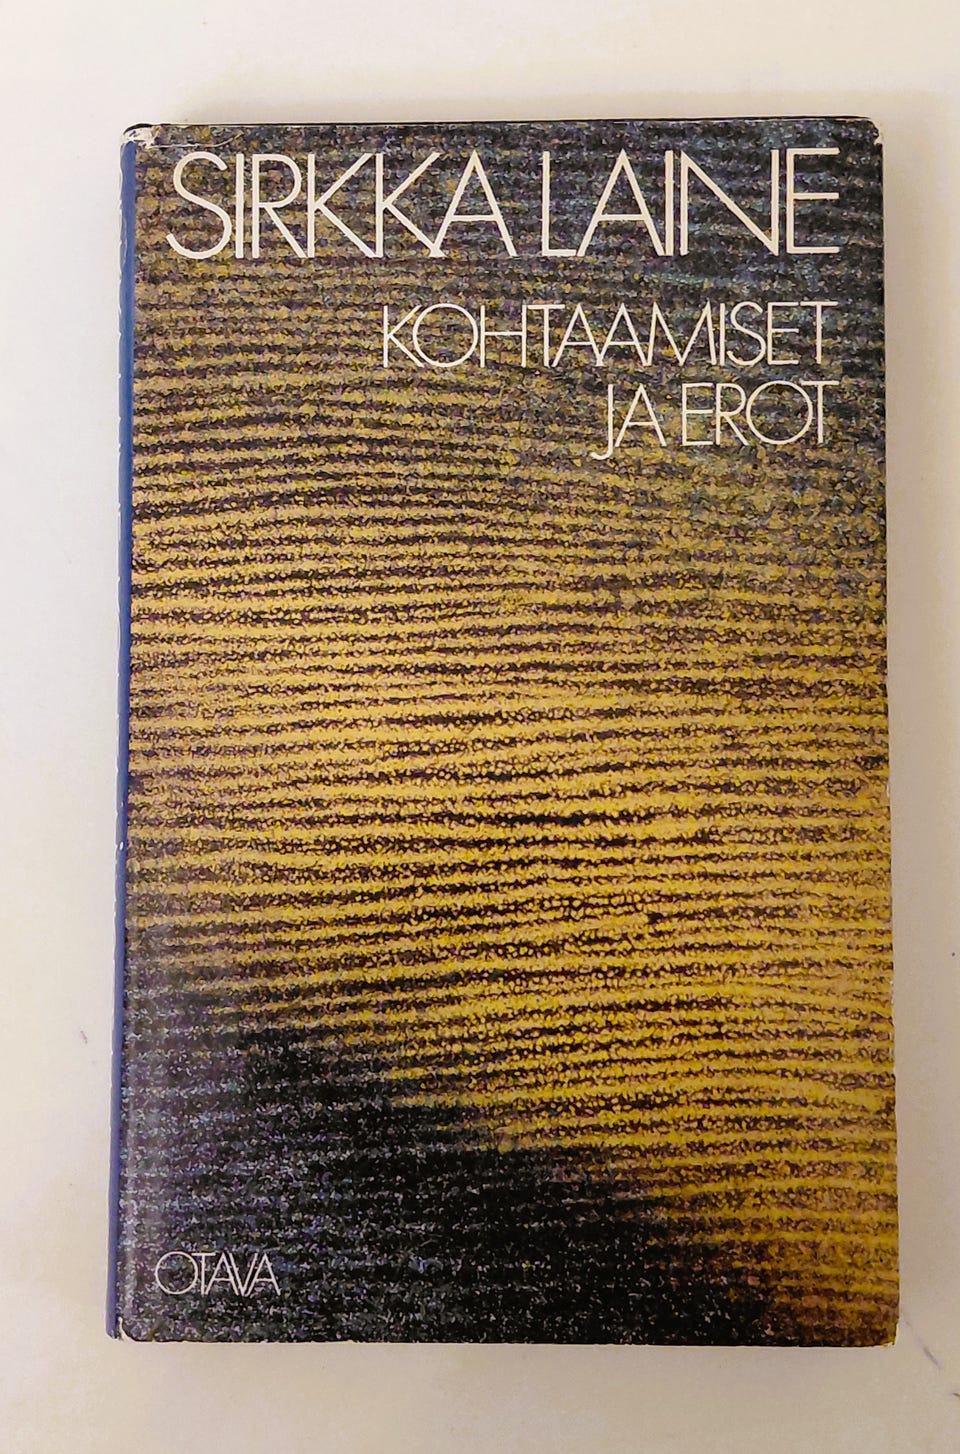 SIRKKA LAINE
KOHTAAMISET
JA EROT
OTAVA